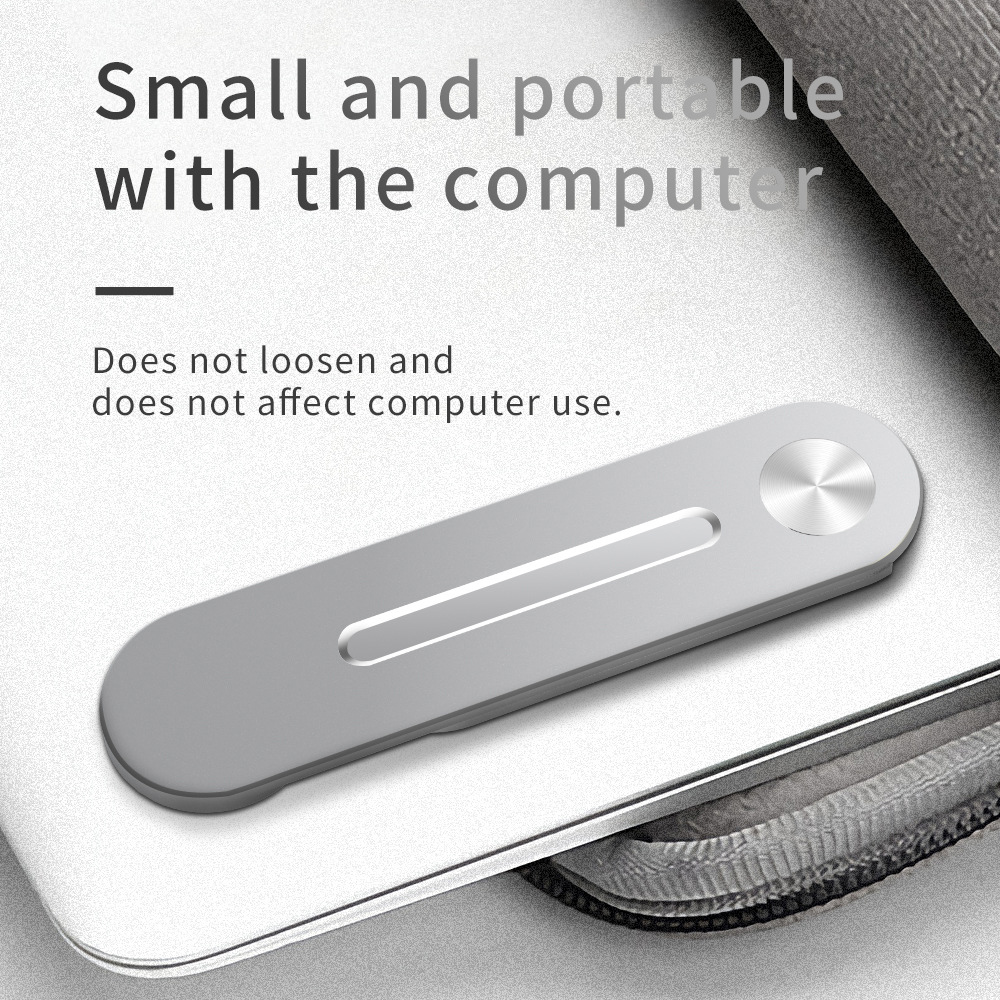 Small and portable
with the computer
Does not loosen and
does not affect computer use.